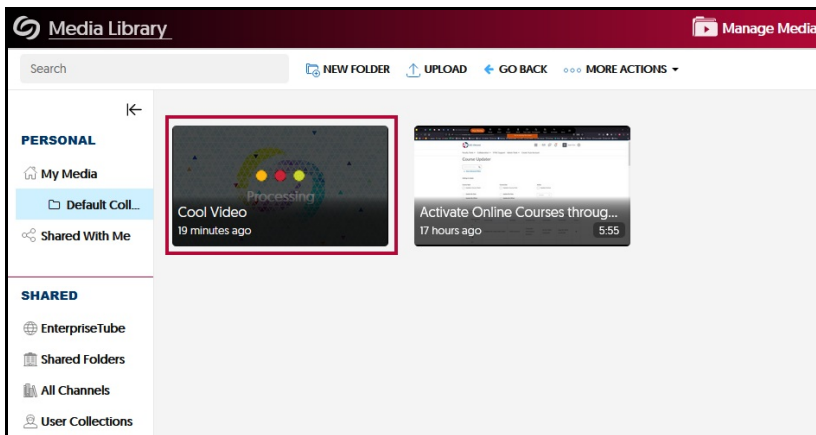 Media Library
Manage Media
Search
NEW FOLDER
UPLOAD
GO BACK
MORE ACTIONS
PERSONAL
My Media
Default Coll...
Shared With Me
SHARED
EnterpriseTube
Shared Folders
All Channels
User Collections
Processing
Cool Video
19 minutes ago
Course Updater
Activate Online Courses throug...
17 hours ago
5:55